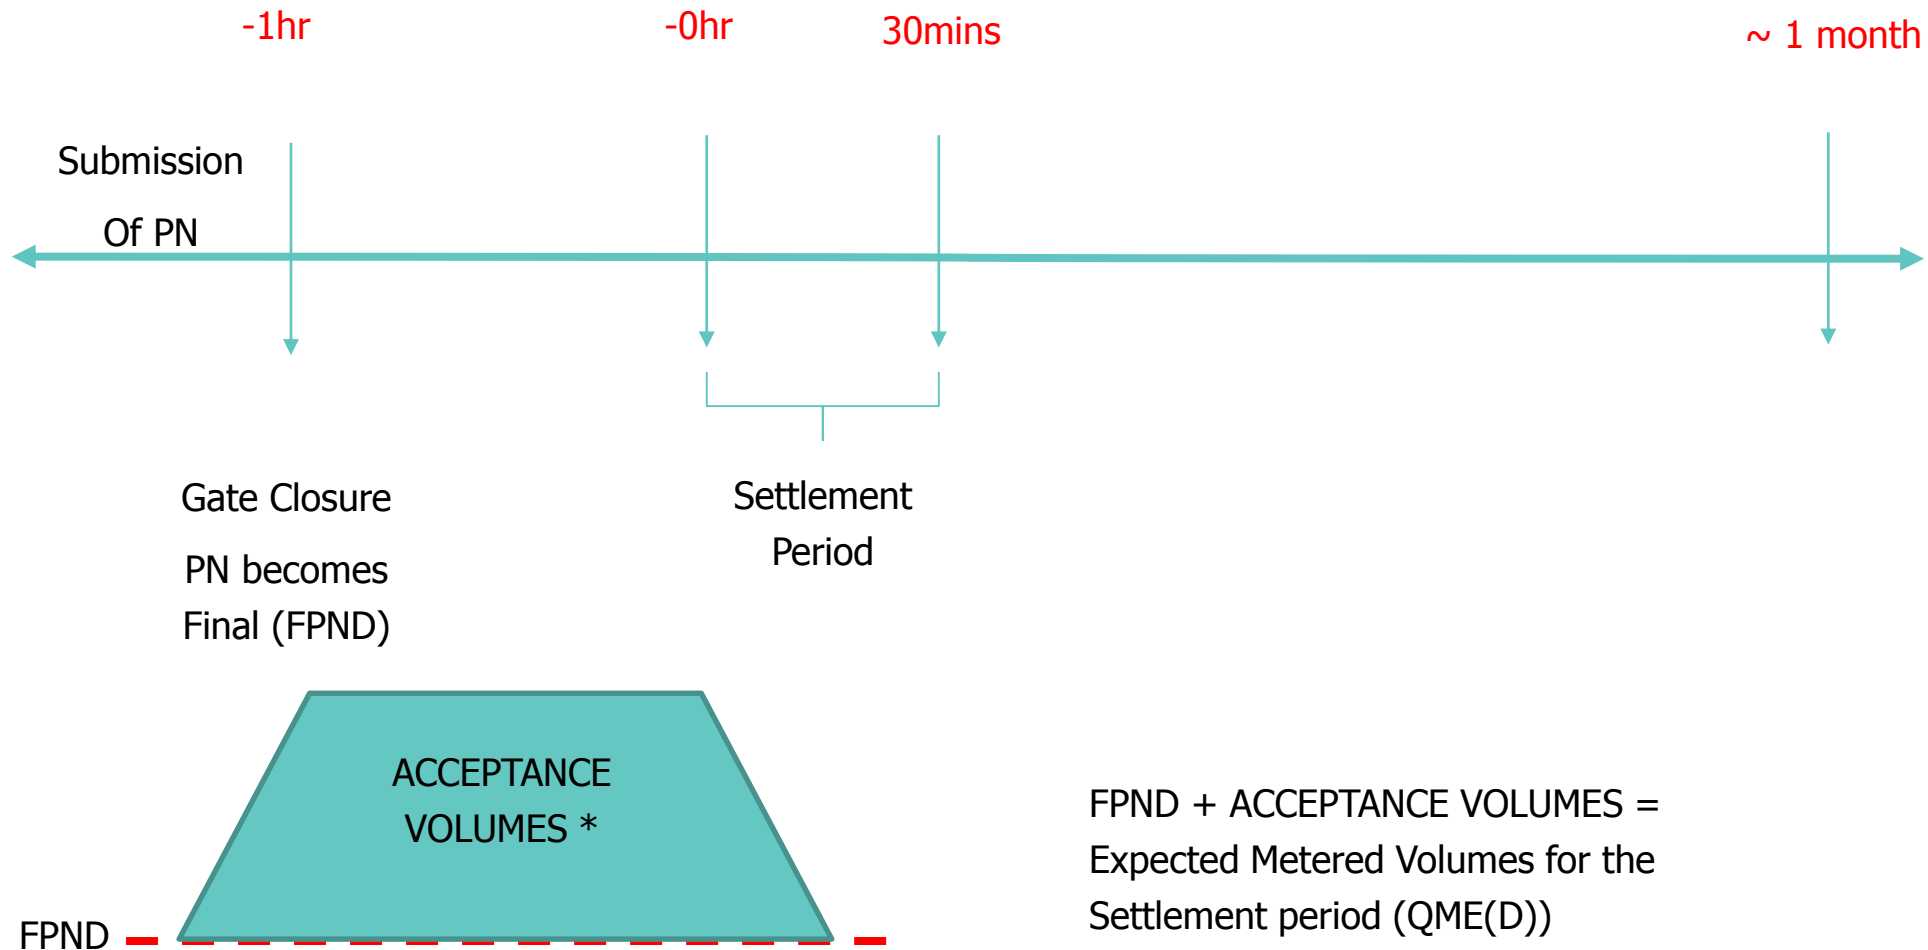 -1hr
-0hr
30mins
~ 1 month
Submission
Of PN
Gate Closure
PN becomes
Final (FPND)
Settlement
Period
ACCEPTANCE
VOLUMES *
FPND
FPND + ACCEPTANCE VOLUMES =
Expected Metered Volumes for the
Settlement period (QME(D))